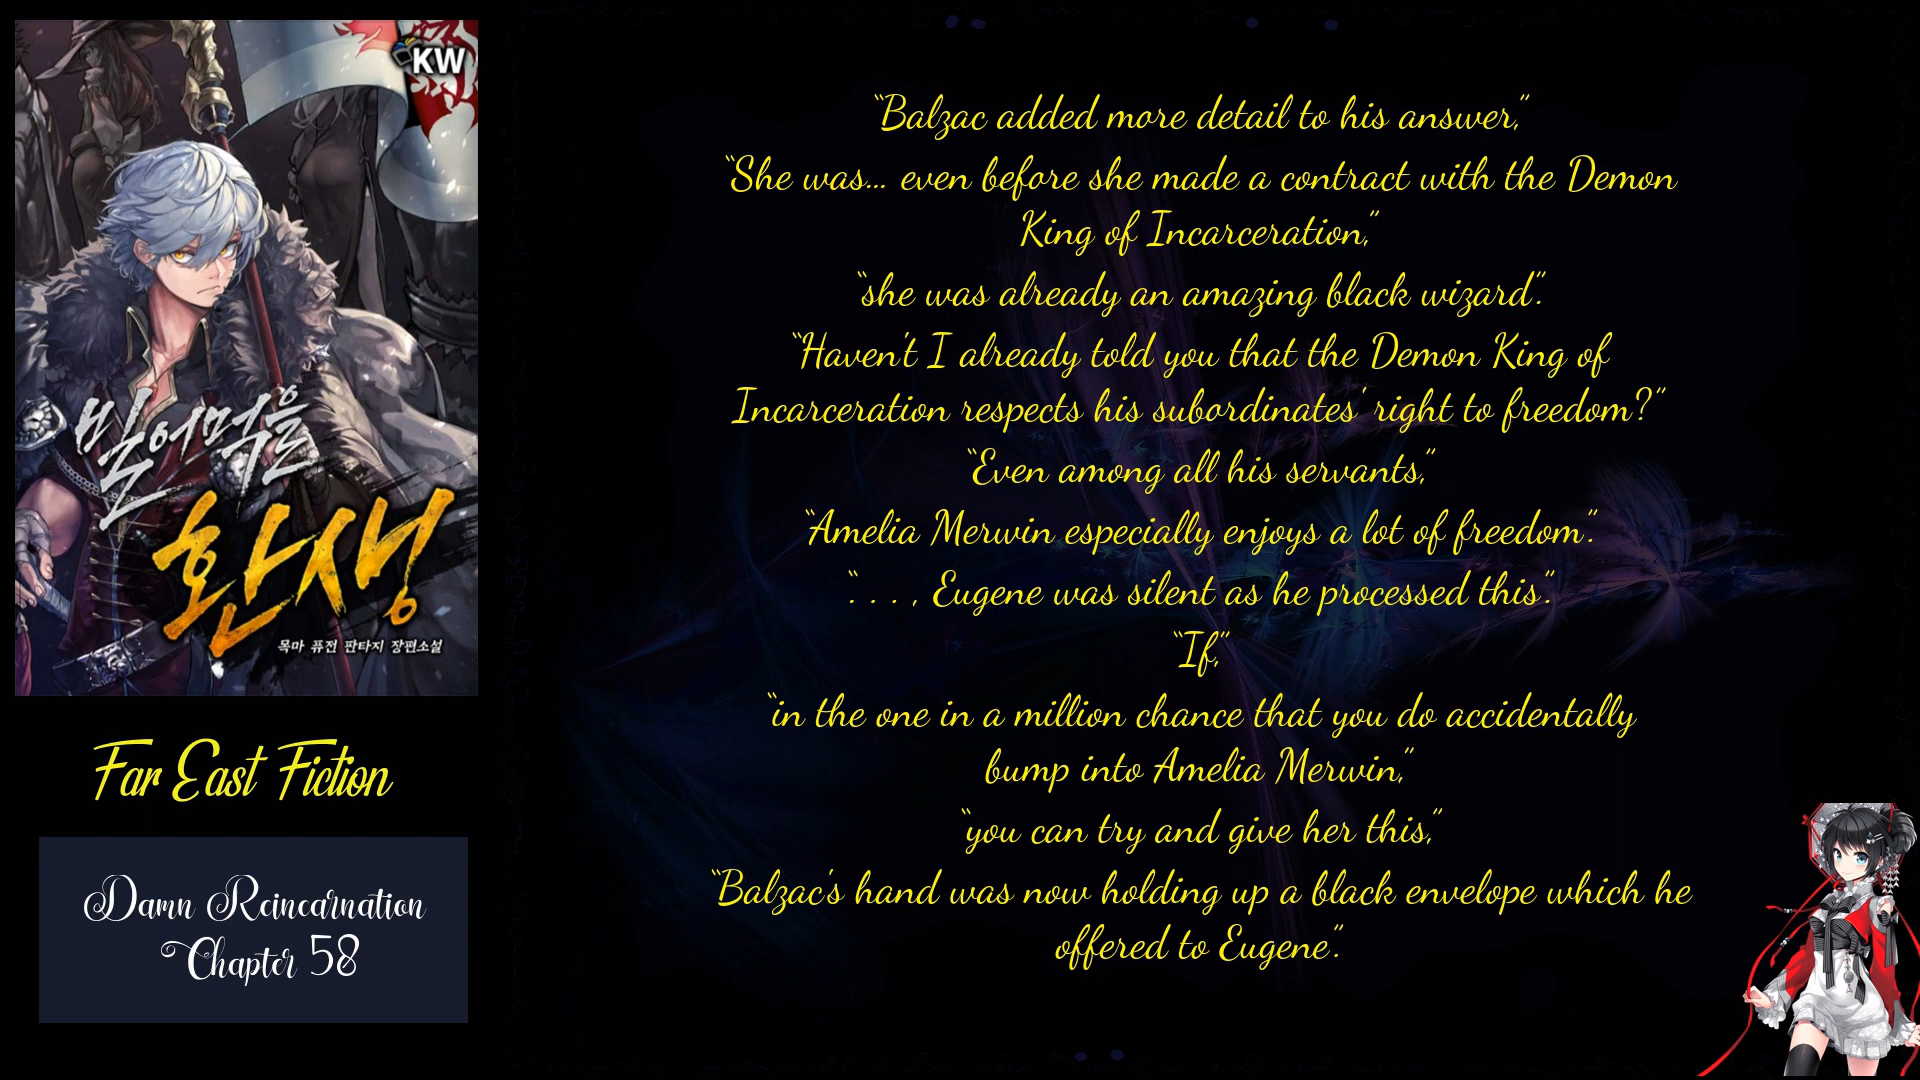 KW
빌어먹을
환생
목마 퓨전 판타지 장편소설
Far East Fiction
Damn Reincarnation
Chapter 58
“Balzac added more detail to his answer,”
“She was... even before she made a contract with the Demon
King of Incarceration,”
“she was already an amazing black wizard”.
“Haven't I already told you that the Demon King of
Incarceration respects his subordinates' right to freedom?”
“Even among all his servants,”
“Amelia Merwin especially enjoys a lot of freedom”.
“. . . , Eugene was silent as he processed this”.
“If,”
“in the one in a million chance that you do accidentally
bump into Amelia Merwin,”
“you can try and give her this,”
“Balzac's hand was now holding up a black envelope which he
offered to Eugene”.